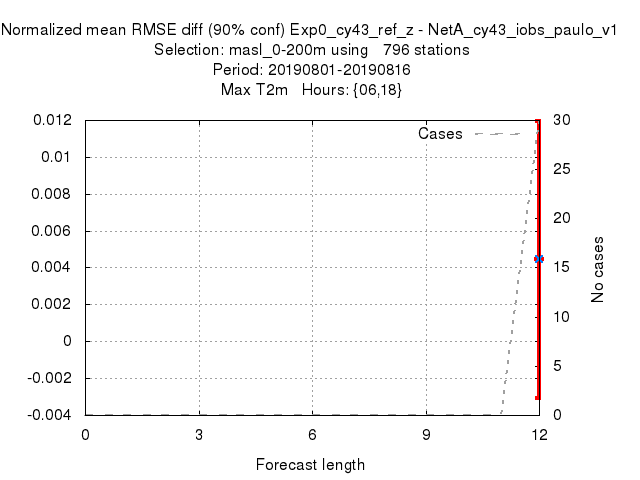 Normalized mean RMSE diff (90% conf) Exp0_cy43_ref_z - NetA_cy43_iobs_paulo_v1
Selection: masl_0-200m using 796 stations
Period: 20190801-20190816
Max T2m Hours: {06,18}
Cases
0.012
0.01
0.008
0.006
0.004
0.002
0
-0.002
-0.004
30
25
20
15
10
5
0
No cases
0 3 6 9 12
Forecast length